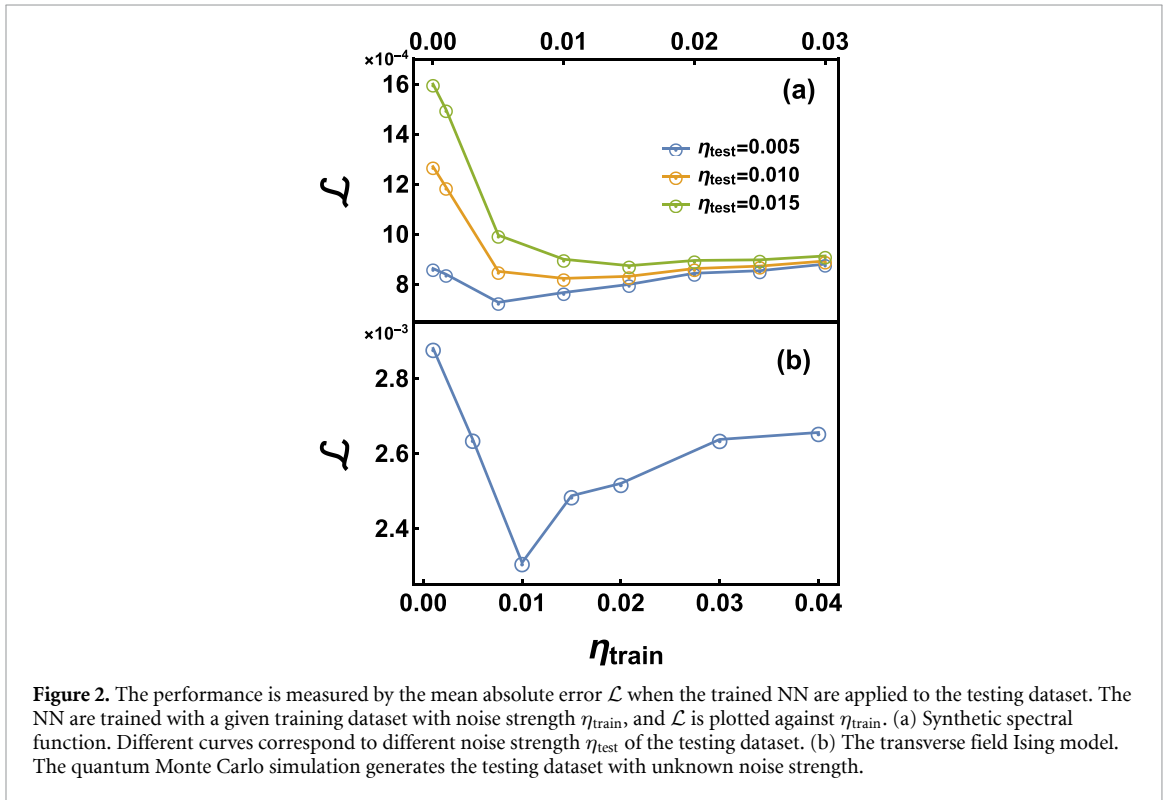 0.00 0.01 0.02 0.03
×10⁻⁴
16
14
12
10
8
ℒ
(a)
η_test=0.005
η_test=0.010
η_test=0.015
×10⁻³
2.8
2.6
2.4
ℒ
(b)
0.00 0.01 0.02 0.03 0.04
η_train
Figure 2. The performance is measured by the mean absolute error ℒ when the trained NN are applied to the testing dataset. The
NN are trained with a given training dataset with noise strength η_train, and ℒ is plotted against η_train. (a) Synthetic spectral
function. Different curves correspond to different noise strength η_test of the testing dataset. (b) The transverse field Ising model.
The quantum Monte Carlo simulation generates the testing dataset with unknown noise strength.